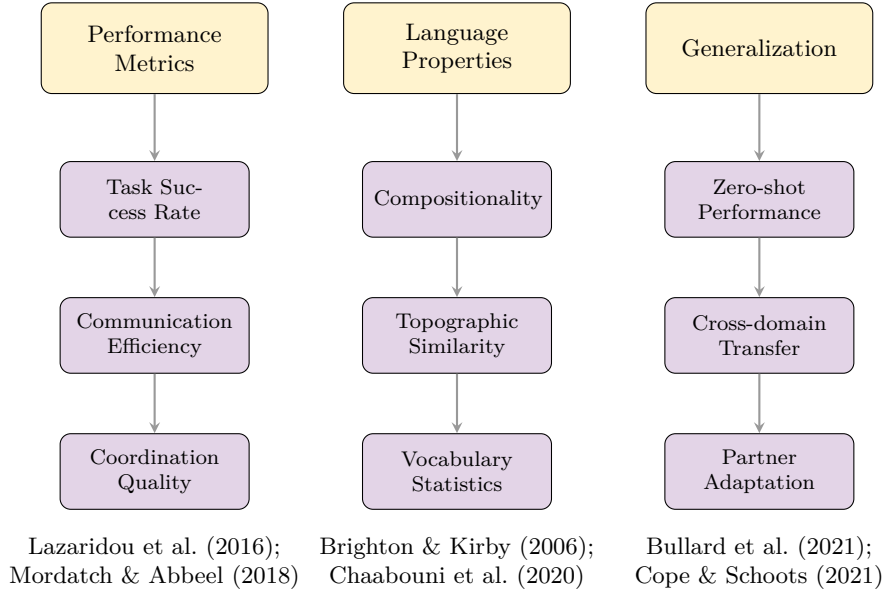 Performance
Metrics
Language
Properties
Generalization
Task Suc-
cess Rate
Compositionality
Zero-shot
Performance
Communication
Efficiency
Topographic
Similarity
Cross-domain
Transfer
Coordination
Quality
Vocabulary
Statistics
Partner
Adaptation
Lazaridou et al. (2016);
Mordatch & Abbeel (2018)
Brighton & Kirby (2006);
Chaabouni et al. (2020)
Bullard et al. (2021);
Cope & Schoots (2021)